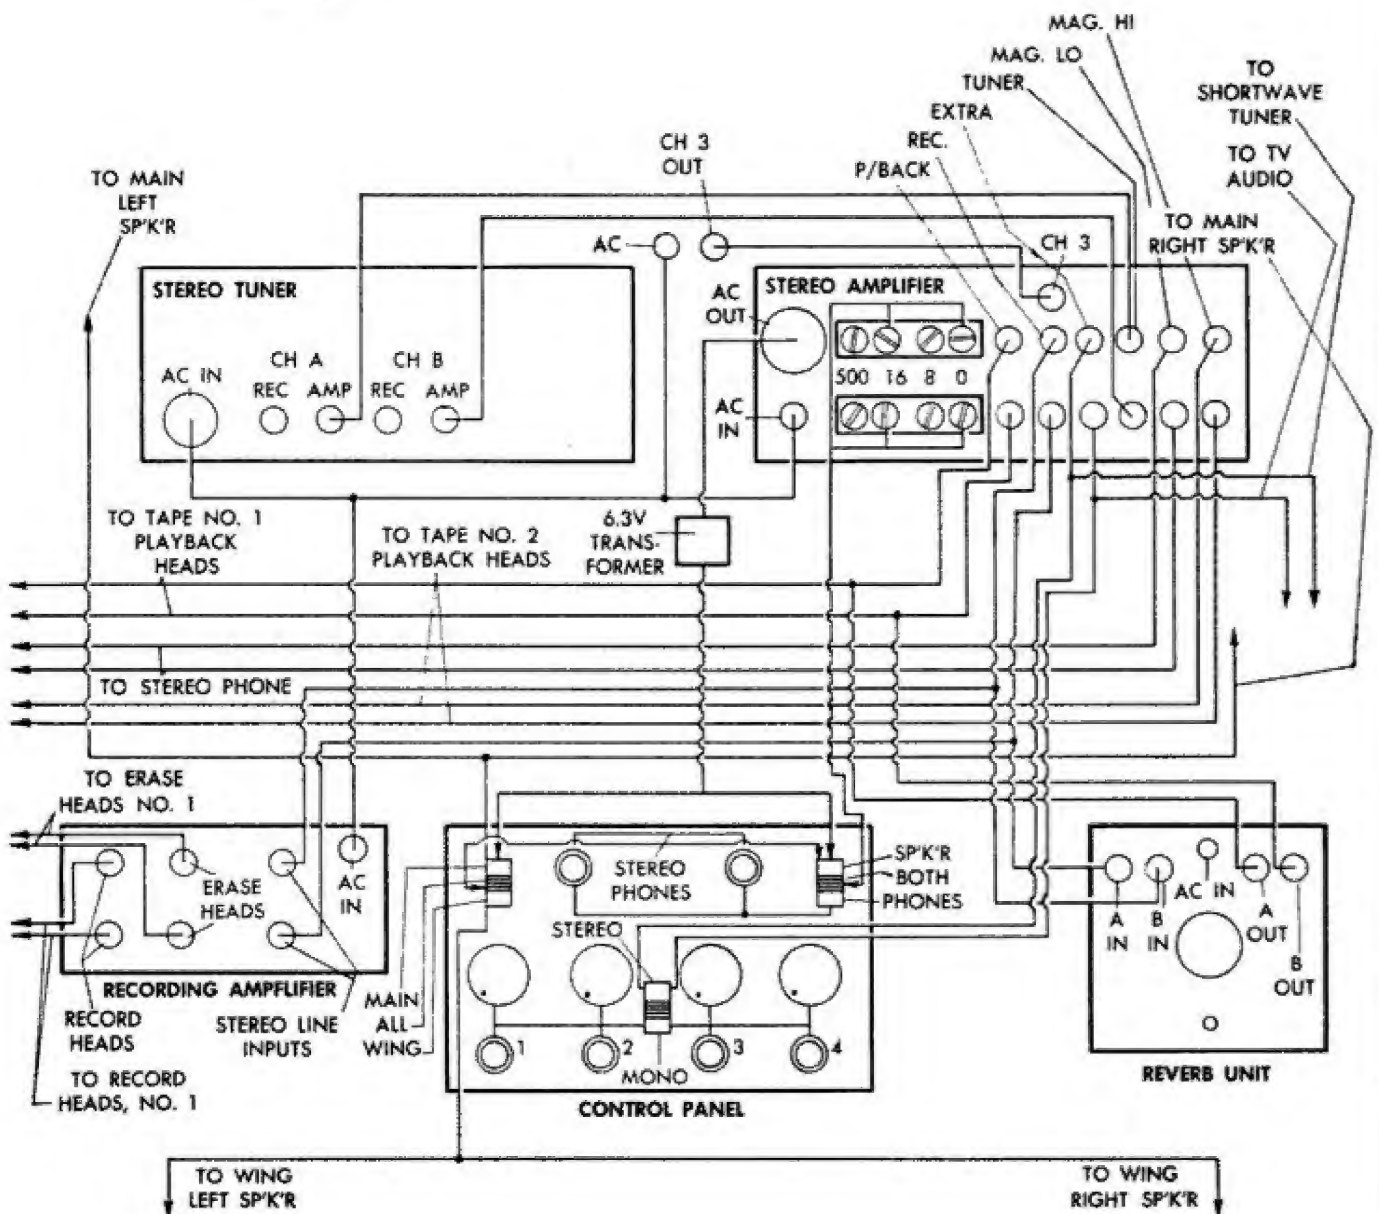 MAG. HI
MAG. LO
TUNER
EXTRA
REC.
P/BACK
CH 3
OUT
TO
SHORTWAVE
TUNER
TO TV
AUDIO
TO MAIN
RIGHT SP'K'R
TO MAIN
LEFT
SP'K'R
AC
CH 3
STEREO TUNER
AC IN
CH A
REC AMP
CH B
REC AMP
STEREO AMPLIFIER
AC
OUT
500 16 8 0
AC
IN
TO TAPE NO. 1
PLAYBACK
HEADS
TO TAPE NO. 2
PLAYBACK HEADS
6.3V
TRANS-
FORMER
TO STEREO PHONE
TO ERASE
HEADS NO. 1
ERASE
HEADS
AC
IN
RECORDING AMPFLIFIER
RECORD
HEADS
STEREO LINE
INPUTS
TO RECORD
HEADS, NO. 1
MAIN
ALL
WING
STEREO
PHONES
SP'K'R
BOTH
PHONES
STEREO
1
2
3
4
MONO
CONTROL PANEL
A
IN
B
IN
AC IN
A
OUT
B
OUT
REVERB UNIT
TO WING
LEFT SP'K'R
TO WING
RIGHT SP'K'R